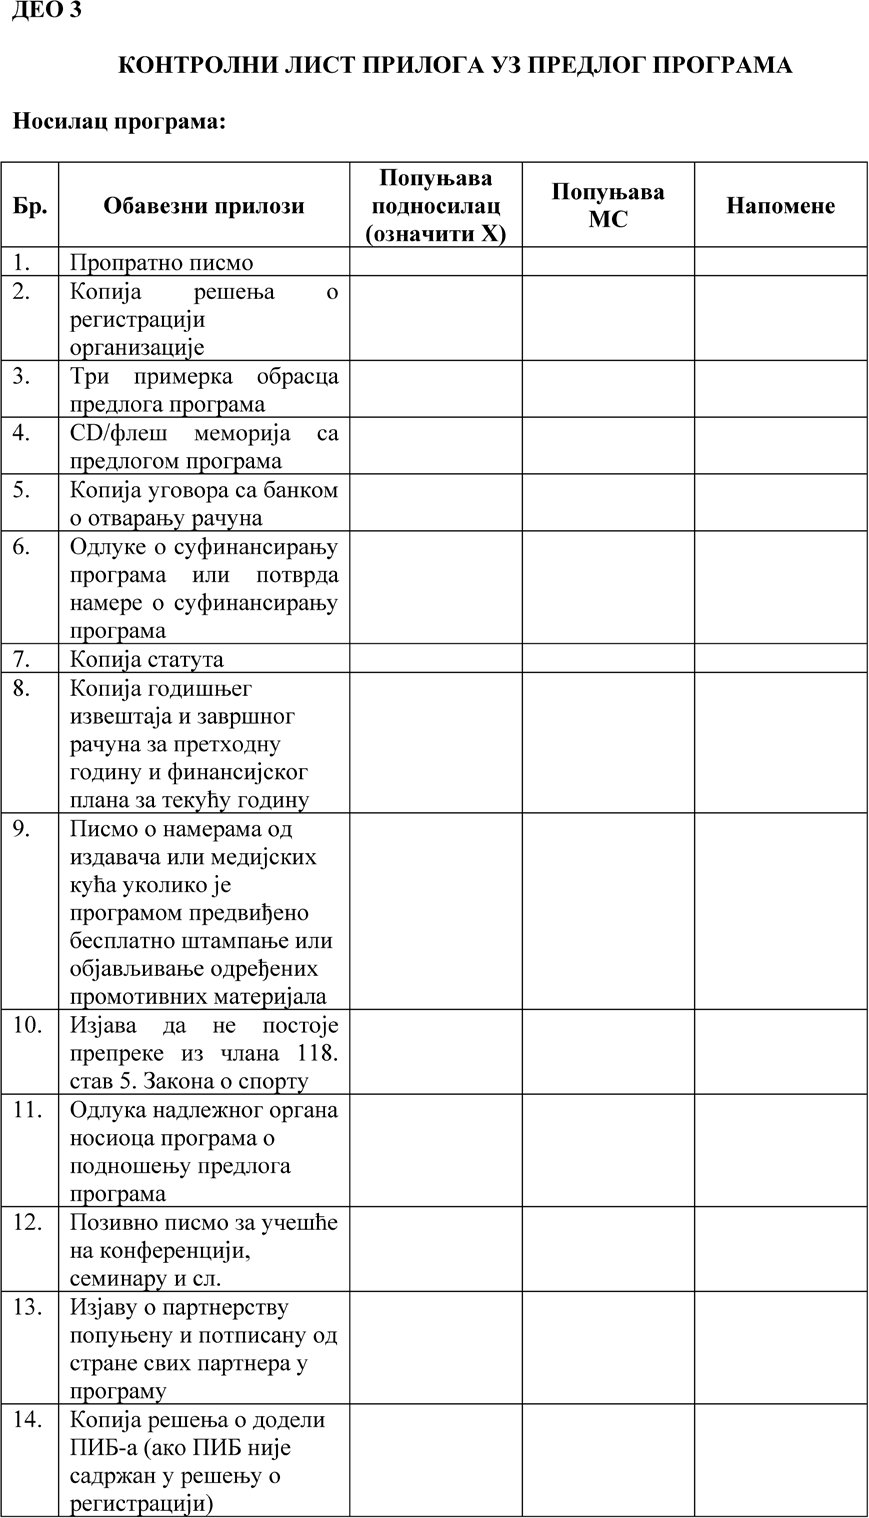 ДЕО 3
КОНТРОЛНИ ЛИСТ ПРИЛОГА УЗ ПРЕДЛОГ ПРОГРАМА
Носилац програма:
Бр.
Обавезни прилози
Попуњава
подносилац
(означити X)
Попуњава
МС
Напомене
1.
Пропратно писмо
2.
Копија решења о
регистрацији
организације
3.
Три примерка обрасца
предлога програма
4.
CD/флеш меморија са
предлогом програма
5.
Копија уговора са банком
о отварању рачуна
6.
Одлуке о суфинансирању
програма или потврда
намере о суфинансирању
програма
7.
Копија статута
8.
Копија годишњег
извештаја и завршног
рачуна за претходну
годину и финансијског
плана за текућу годину
9.
Писмо о намерама од
издавача или медијских
кућа уколико је
програмом предвиђено
бесплатно штампање или
објављивање одређених
промотивних материјала
10.
Изјава да не постоје
препреке из члана 118.
став 5. Закона о спорту
11.
Одлука надлежног органа
носиоца програма о
подношењу предлога
програма
12.
Позивно писмо за учешће
на конференцији,
семинару и сл.
13.
Изјаву о партнерству
попуњену и потписану од
стране свих партнера у
програму
14.
Копија решења о додели
ПИБ-а (ако ПИБ није
садржан у решењу о
регистрацији)